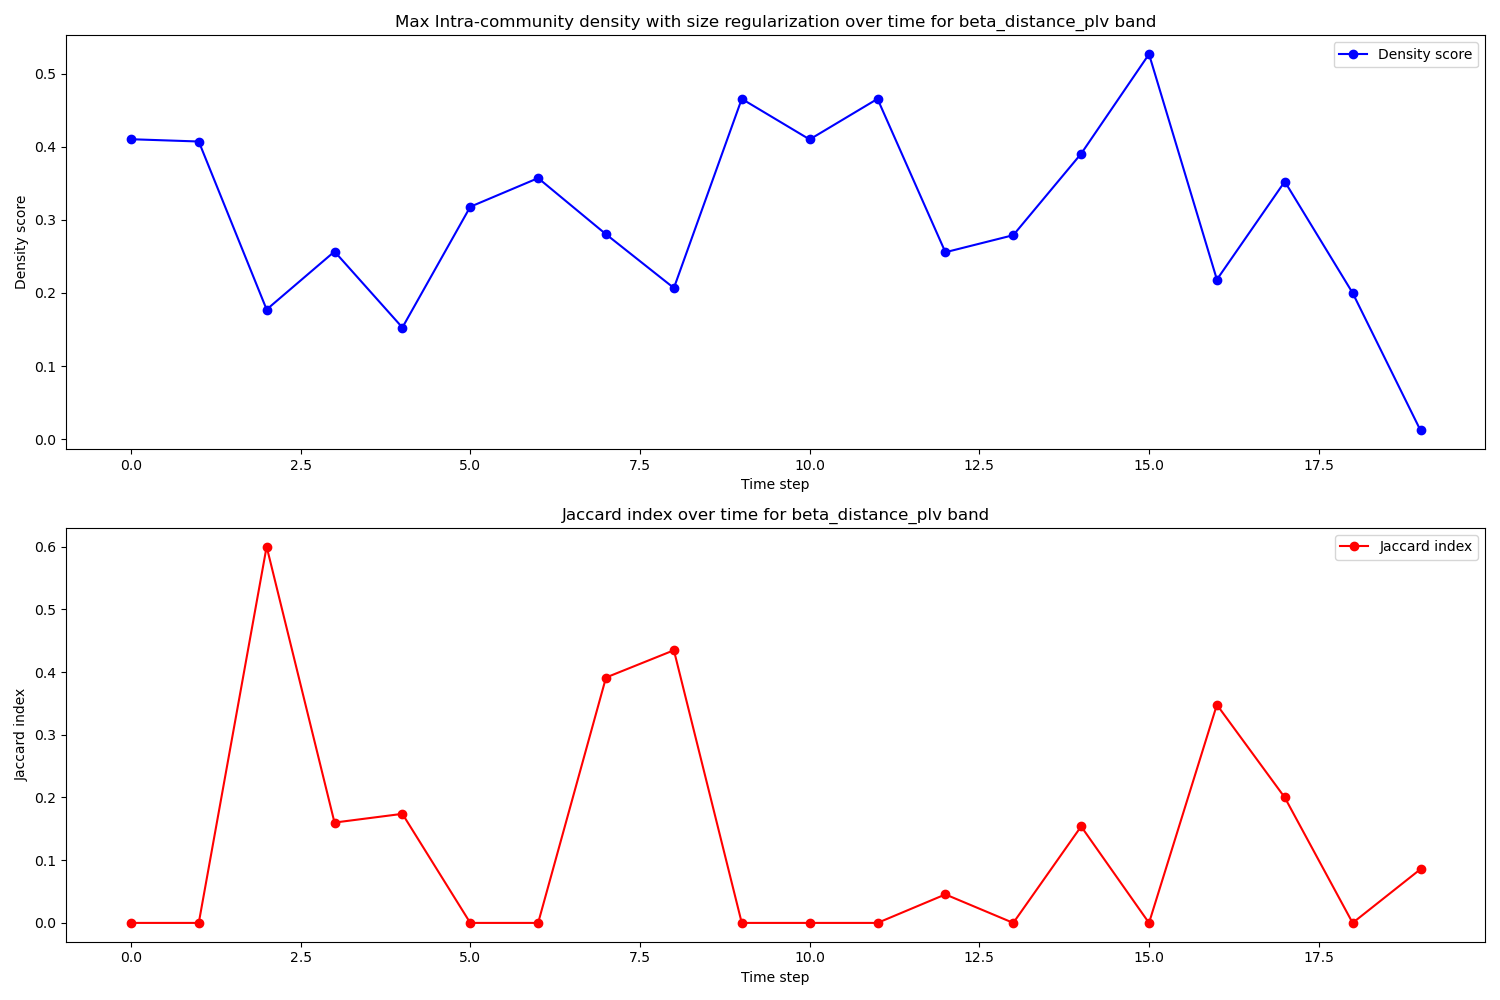 Max Intra-community density with size regularization over time for beta_distance_plv band
Density score
Density score
0.5
0.4
0.3
0.2
0.1
0.0
0.0 2.5 5.0 7.5 10.0 12.5 15.0 17.5
Time step
Jaccard index over time for beta_distance_plv band
Jaccard index
Jaccard index
0.6
0.5
0.4
0.3
0.2
0.1
0.0
0.0 2.5 5.0 7.5 10.0 12.5 15.0 17.5
Time step